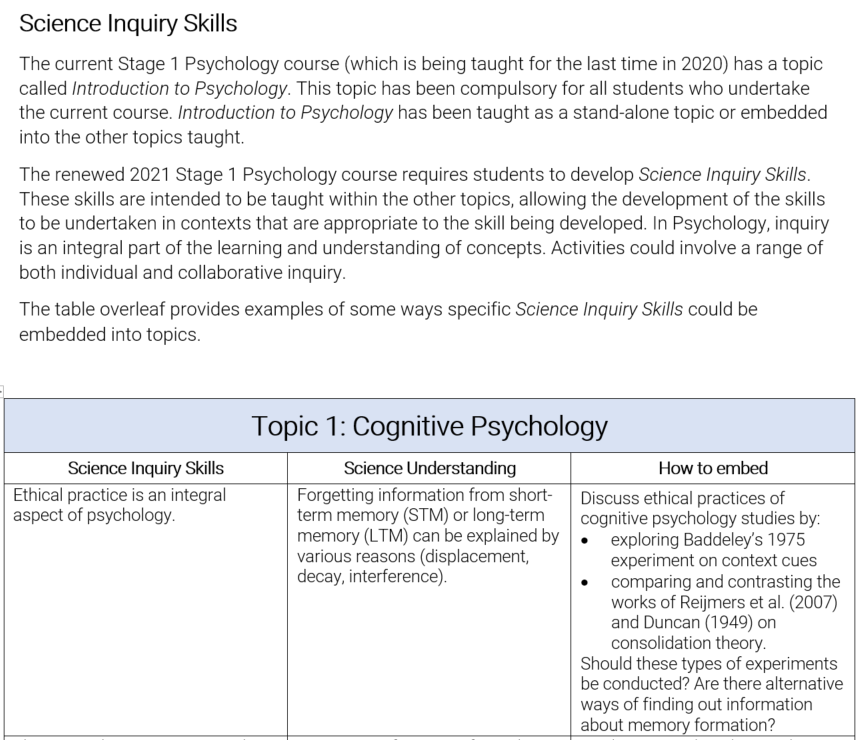 Science Inquiry Skills
The current Stage 1 Psychology course (which is being taught for the last time in 2020) has a topic
called Introduction to Psychology. This topic has been compulsory for all students who undertake
the current course. Introduction to Psychology has been taught as a stand-alone topic or embedded
into the other topics taught.
The renewed 2021 Stage 1 Psychology course requires students to develop Science Inquiry Skills.
These skills are intended to be taught within the other topics, allowing the development of the skills
to be undertaken in contexts that are appropriate to the skill being developed. In Psychology, inquiry
is an integral part of the learning and understanding of concepts. Activities could involve a range of
both individual and collaborative inquiry.
The table overleaf provides examples of some ways specific Science Inquiry Skills could be
embedded into topics.
Topic 1: Cognitive Psychology
Science Inquiry Skills
Science Understanding
How to embed
Ethical practice is an integral
aspect of psychology.
Forgetting information from short-
term memory (STM) or long-term
memory (LTM) can be explained by
various reasons (displacement,
decay, interference).
Discuss ethical practices of
cognitive psychology studies by:
• exploring Baddeley's 1975
experiment on context cues
• comparing and contrasting the
works of Reijmers et al. (2007)
and Duncan (1949) on
consolidation theory.
Should these types of experiments
be conducted? Are there alternative
ways of finding out information
about memory formation?